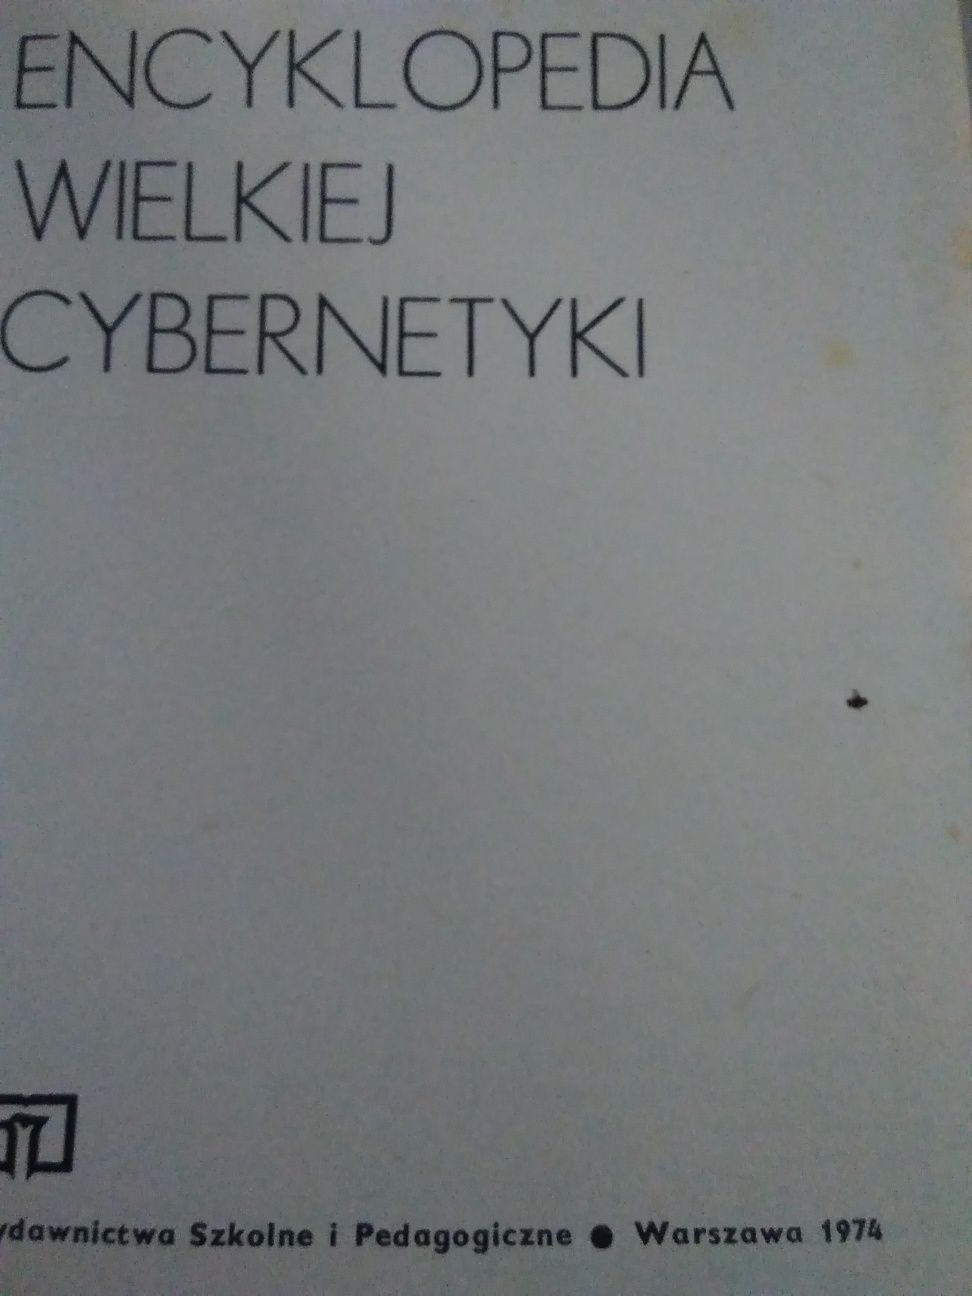 ENCYKLOPEDIA
WIELKIEJ
CYBERNETYKI
ydawnictwa Szkolne i Pedagogiczne ● Warszawa 1974